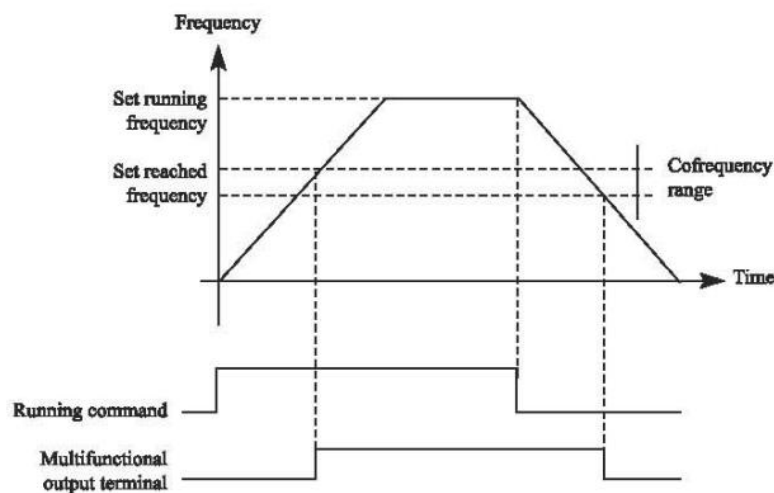 Frequency
Set running
frequency
Set reached
frequency
Cofrequency
range
Time
Running command
Multifunctional
output terminal